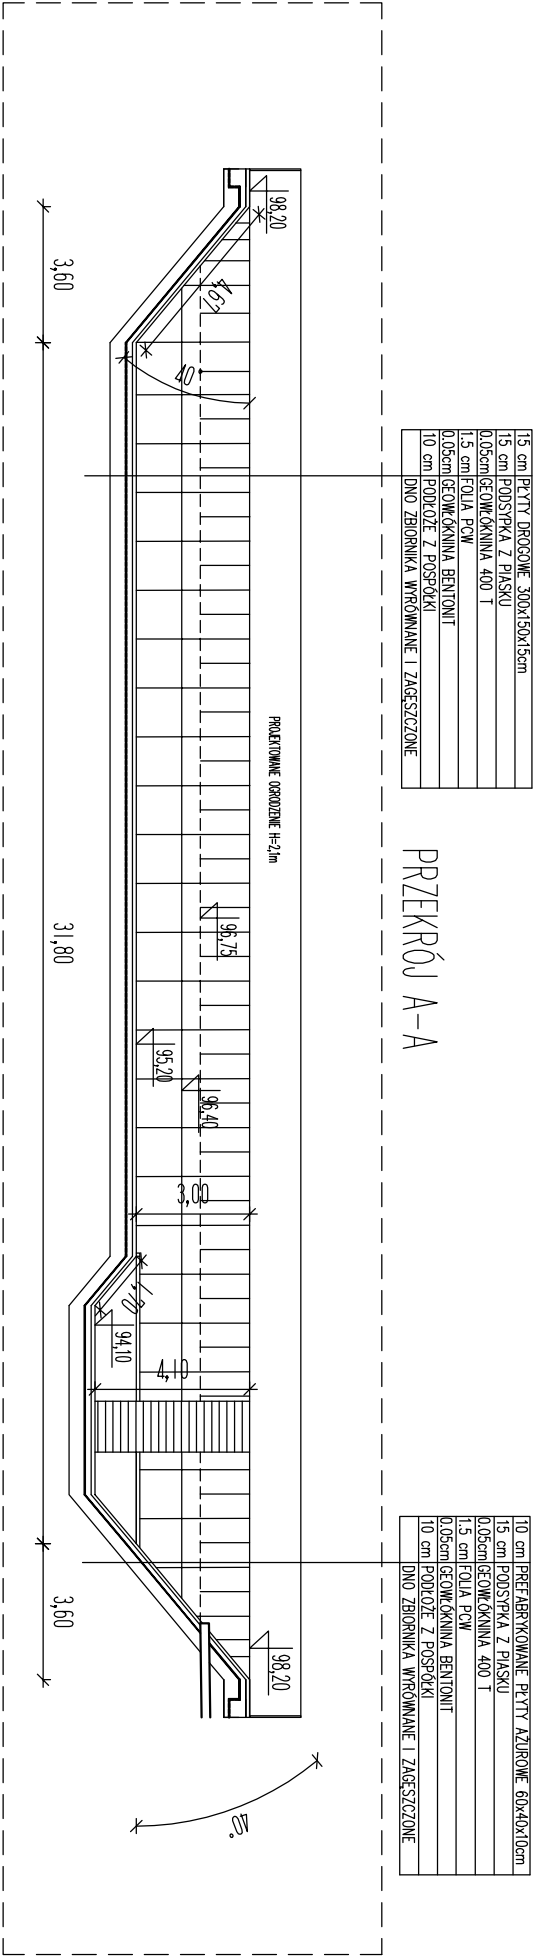 PRZEKRÓJ A-A
15 cm PŁYTY DROGOWE 300x150x15cm
15 cm PODSYPKA Z PIASKU
0.05cm GEOWŁÓKNINA 400 T
1.5 cm FOLIA PCW
0.05cm GEOWŁÓKNINA BENTONIT
10 cm PODŁOŻE Z POSPÓŁKI
DNO ZBIORNIKA WYRÓWNANE I ZAGĘSZCZONE
10 cm PREFABRYKOWANE PŁYTY AŻUROWE 60x40x10cm
15 cm PODSYPKA Z PIASKU
0.05cm GEOWŁÓKNINA 400 T
1.5 cm FOLIA PCW
0.05cm GEOWŁÓKNINA BENTONIT
10 cm PODŁOŻE Z POSPÓŁKI
DNO ZBIORNIKA WYRÓWNANE I ZAGĘSZCZONE
PROJEKTOWANE OGRODZENIE H=2,1m
98,20
4,67
40°
96,75
95,20
96,40
3,00
1,70
94,10
4,10
98,20
40°
3,60
31,80
3,60